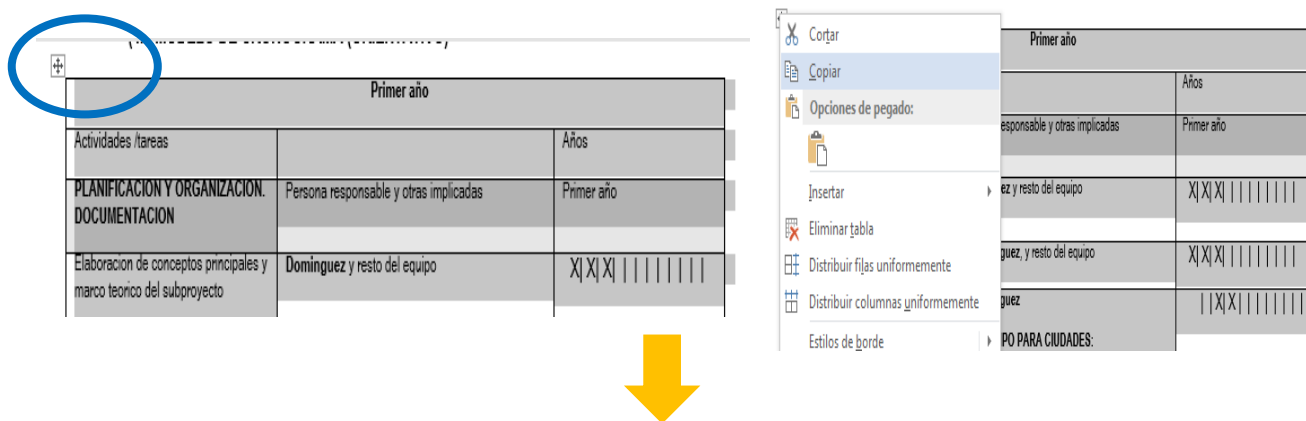 Primer año
Actividades /tareas
Años
PLANIFICACION Y ORGANIZACION.
DOCUMENTACION
Persona responsable y otras implicadas
Primer año
Elaboracion de conceptos principales y
marco teorico del subproyecto
Dominguez y resto del equipo
X| X| X| | | | | | | | |
Cortar
Copiar
Opciones de pegado:
Insertar
Eliminar tabla
Distribuir filas uniformemente
Distribuir columnas uniformemente
Estilos de borde
Primer año
Años
esponsable y otras implicadas
Primer año
ez y resto del equipo
X| X| X| | | | | | | | |
guez, y resto del equipo
X| X| X| | | | | | | | |
guez
| | X| X| | | | | | | |
PO PARA CIUDADES: